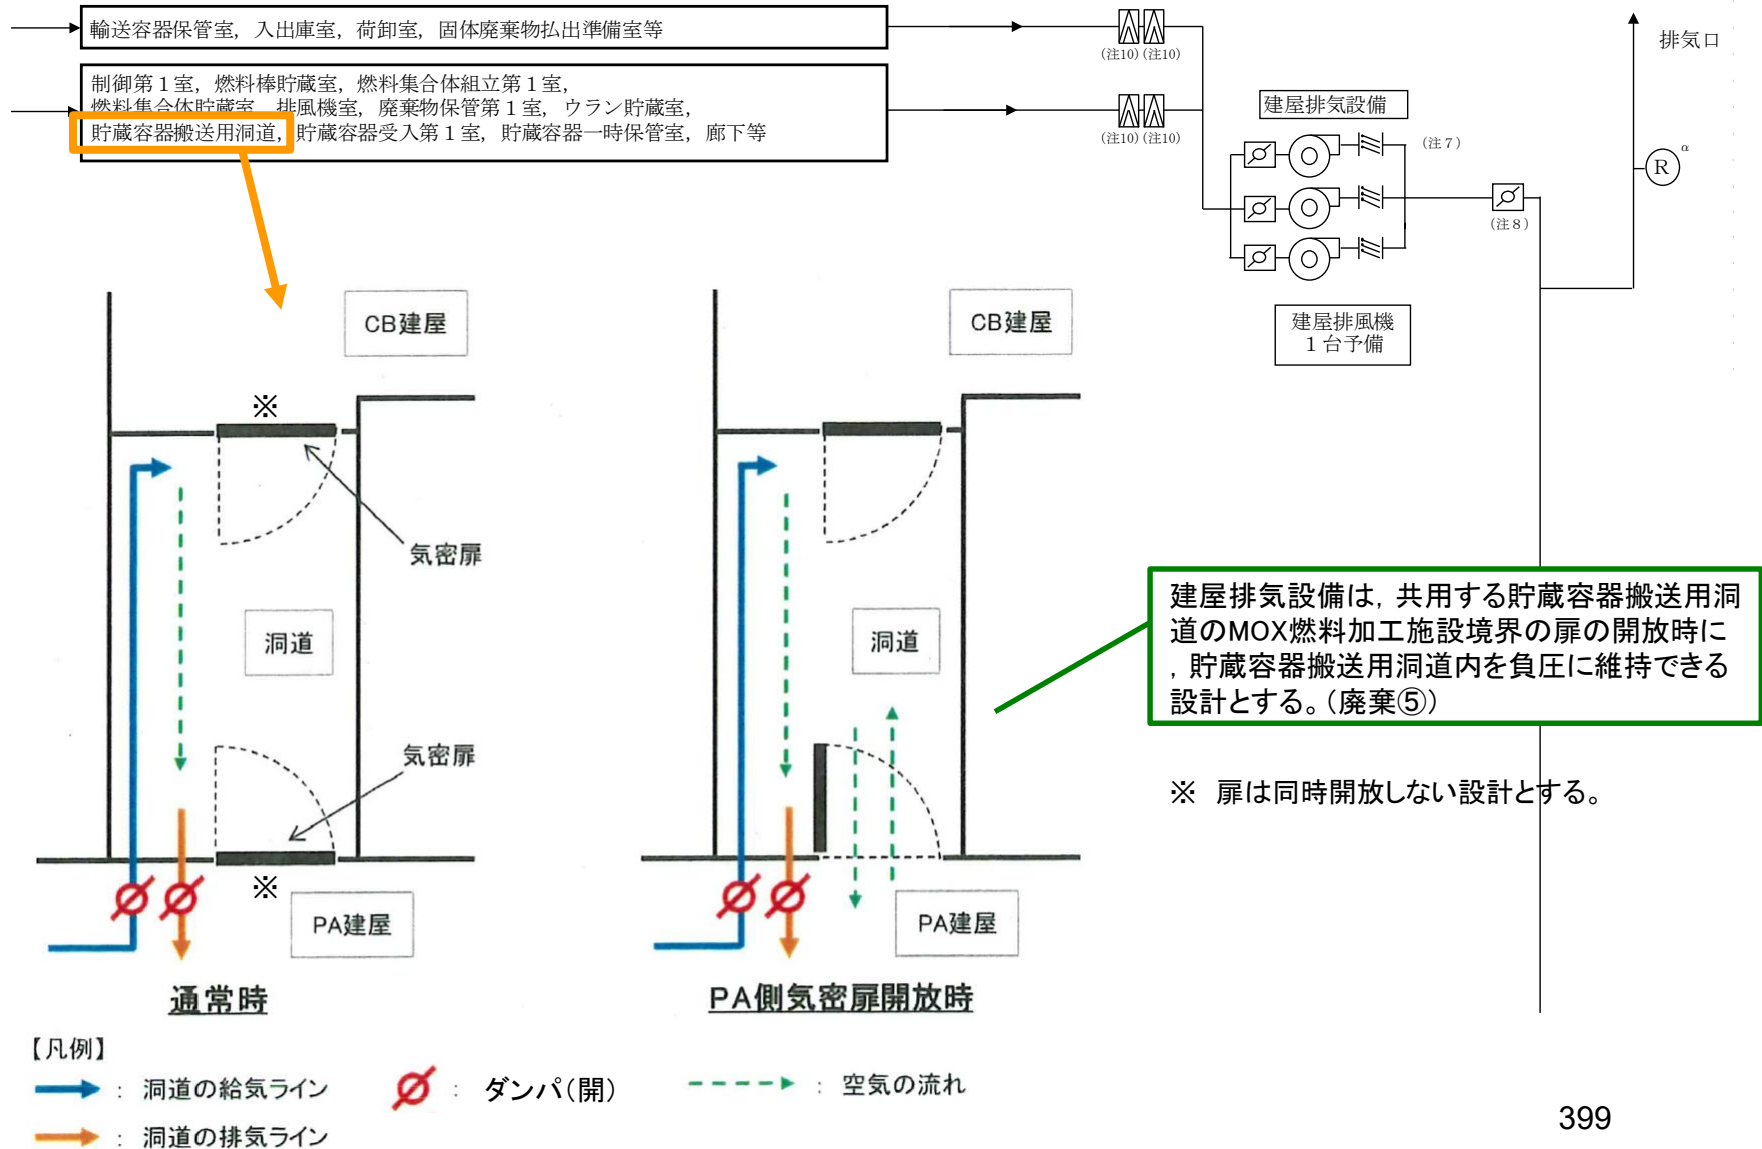 輸送容器保管室，入出庫室，荷卸室，固体廃棄物払出準備室等
(注10)(注10)
排気口
制御第１室，燃料棒貯蔵室，燃料集合体組立第１室，
燃料集合体貯蔵室，排風機室，廃棄物保管第１室，ウラン貯蔵室，
貯蔵容器搬送用洞道，貯蔵容器受入第１室，貯蔵容器一時保管室，廊下等
(注10)(注10)
建屋排気設備
(注７)
R α
(注８)
建屋排風機
１台予備
CB建屋
※
気密扉
洞道
気密扉
※
PA建屋
通常時
CB建屋
洞道
PA建屋
PA側気密扉開放時
建屋排気設備は，共用する貯蔵容器搬送用洞
道のMOX燃料加工施設境界の扉の開放時に
，貯蔵容器搬送用洞道内を負圧に維持できる
設計とする。（廃棄⑤）
※　扉は同時開放しない設計とする。
【凡例】
：洞道の給気ライン
：ダンパ（開）
：空気の流れ
：洞道の排気ライン
399